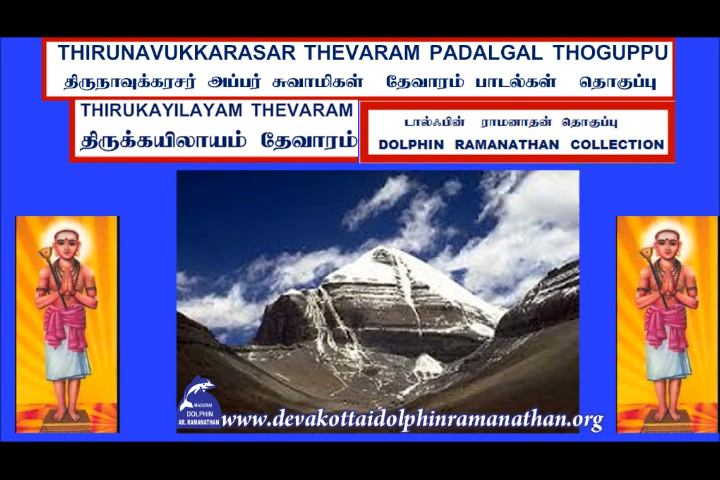 THIRUNAVUKKARASAR THEVARAM PADALGAL THOGUPPU
திருநாவுக்கரசர் அப்பர் சுவாமிகள் தேவாரம் பாடல்கள் தொகுப்பு
THIRUKAYILAYAM THEVARAM
திருக்கயிலாயம் தேவாரம்
டால்ஃபின் ராமனாதன் தொகுப்பு
DOLPHIN RAMANATHAN COLLECTION
MADURAI
DOLPHIN
AR. RAMANATHAN
www.devakottaidolphinramanathan.org